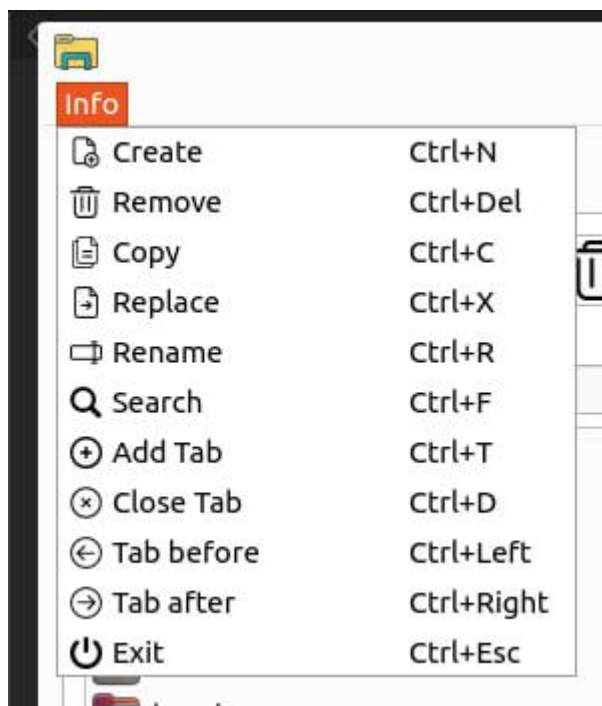 Info
Create Ctrl+N
Remove Ctrl+Del
Copy Ctrl+C
Replace Ctrl+X
Rename Ctrl+R
Search Ctrl+F
Add Tab Ctrl+T
Close Tab Ctrl+D
Tab before Ctrl+Left
Tab after Ctrl+Right
Exit Ctrl+Esc